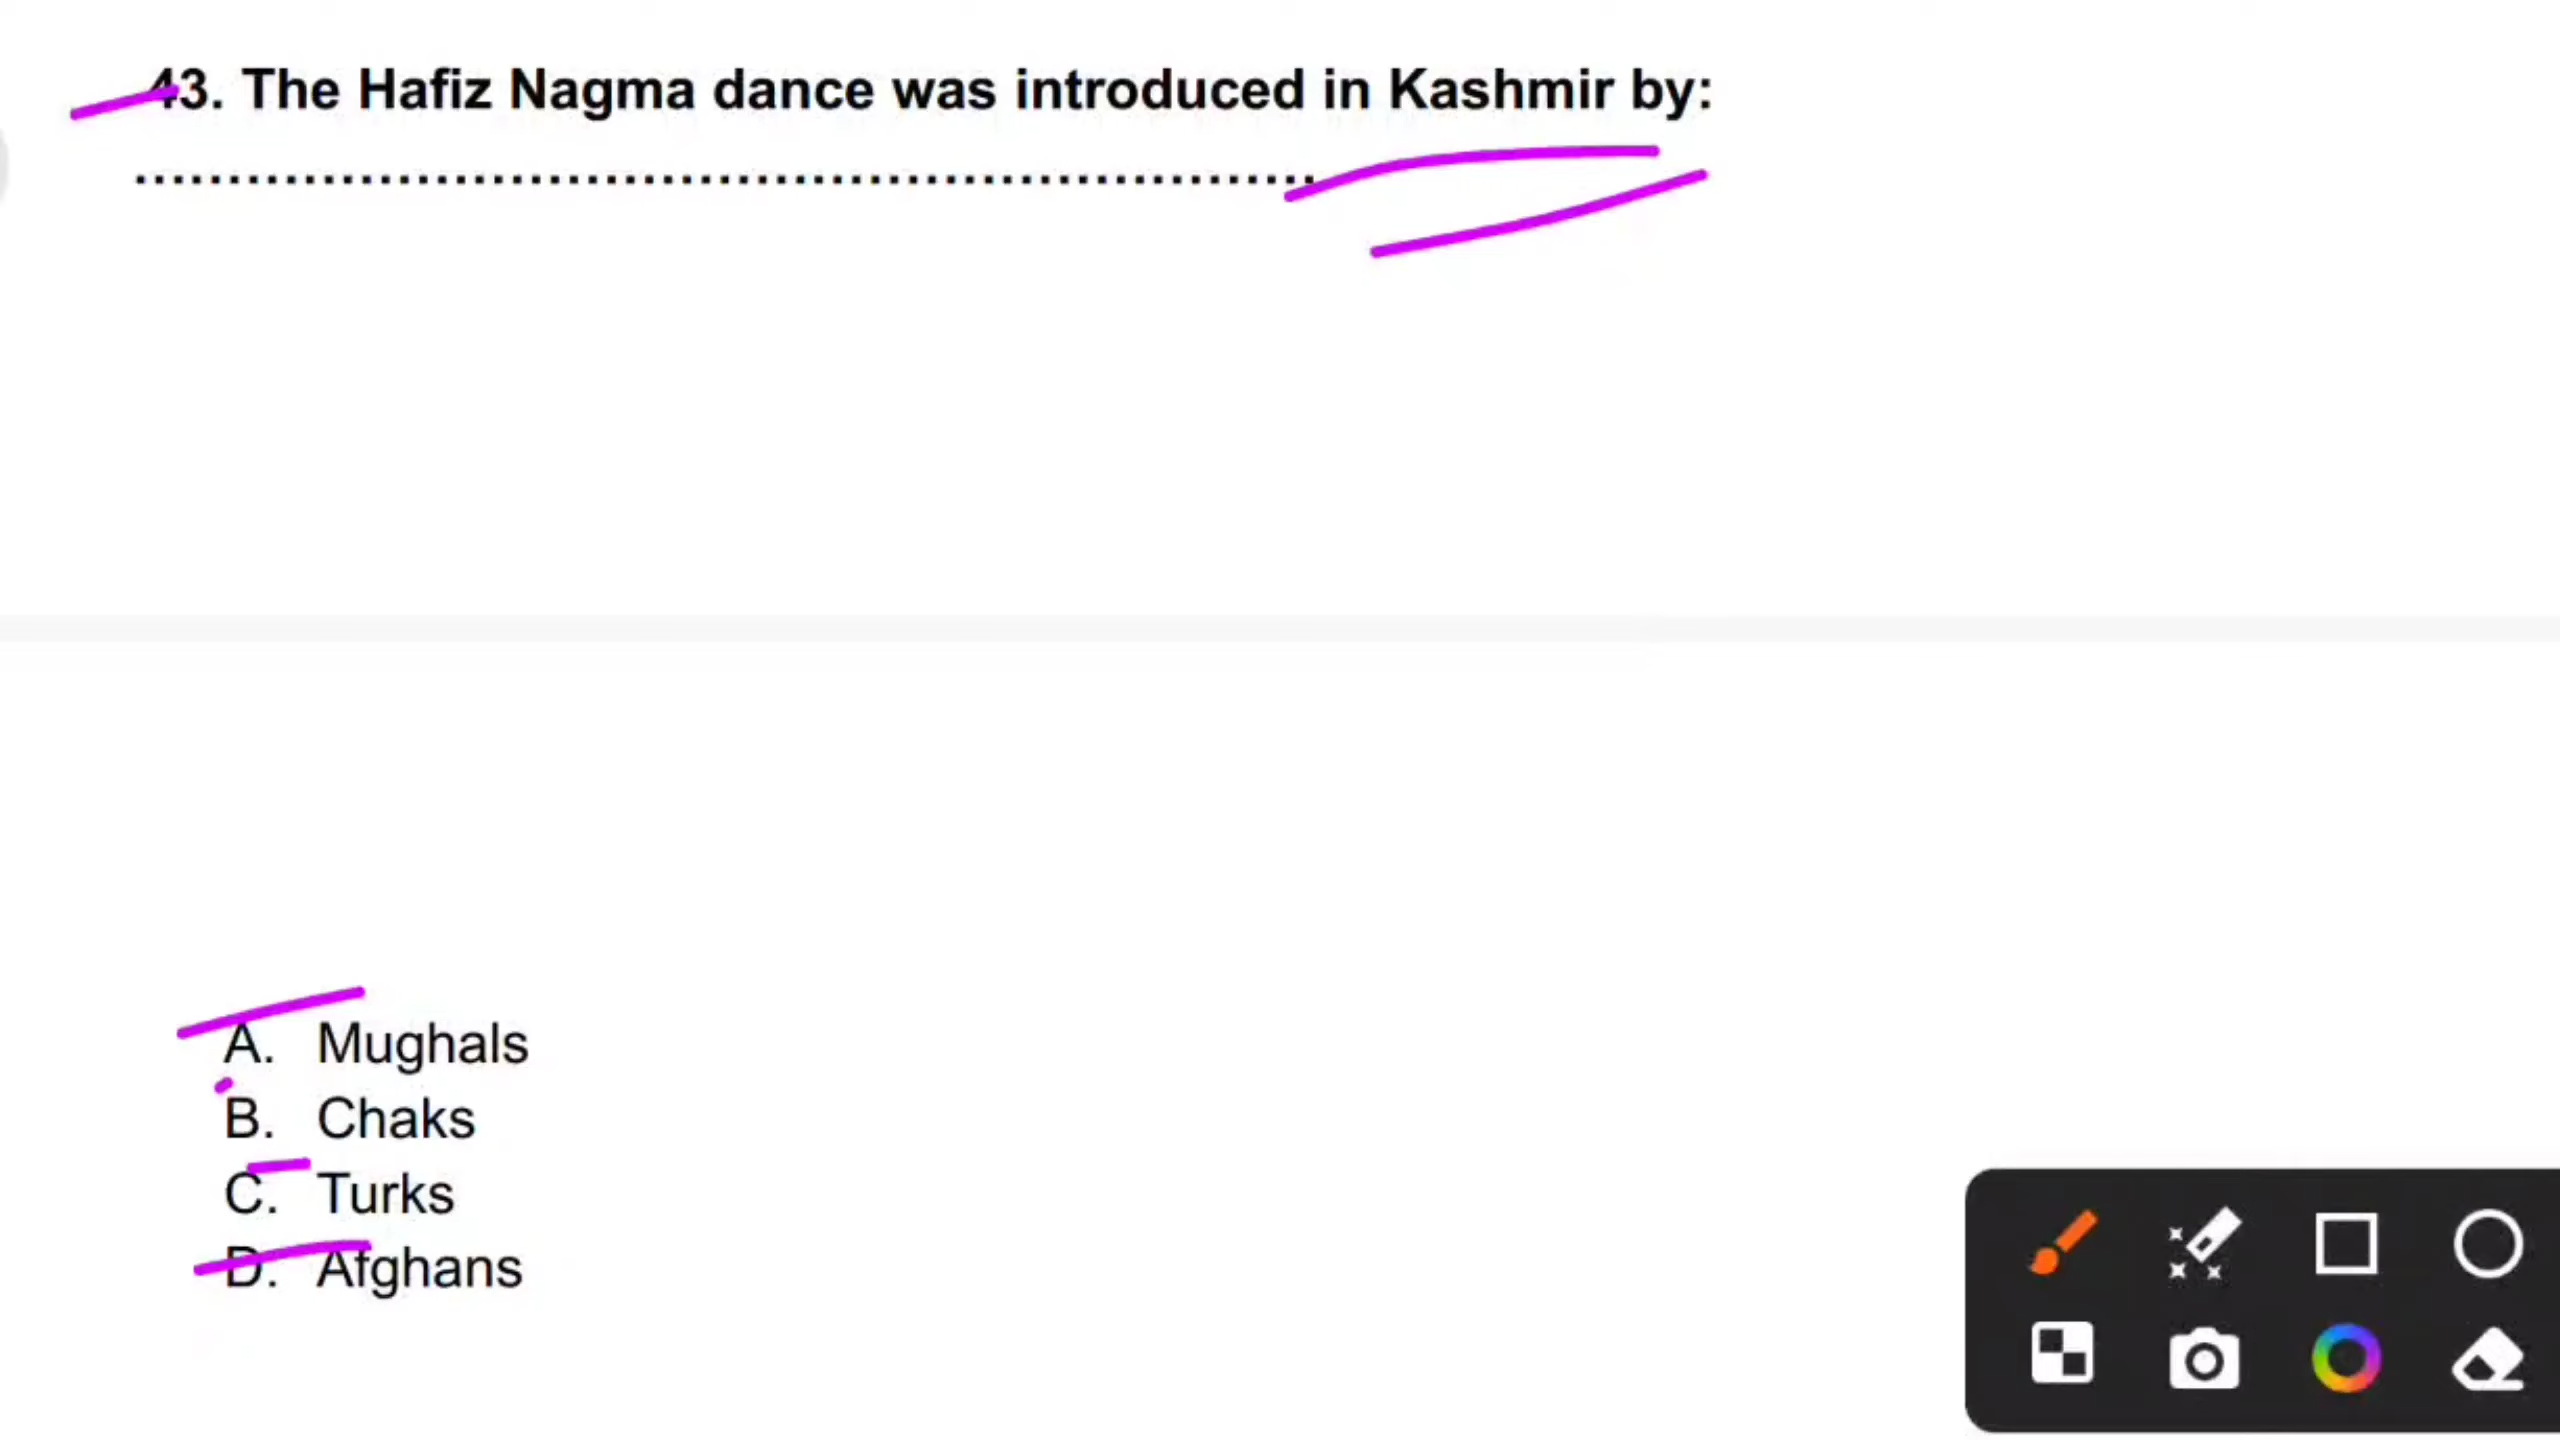 43. The Hafiz Nagma dance was introduced in Kashmir by:
................................................................
A. Mughals
B. Chaks
C. Turks
D. Afghans